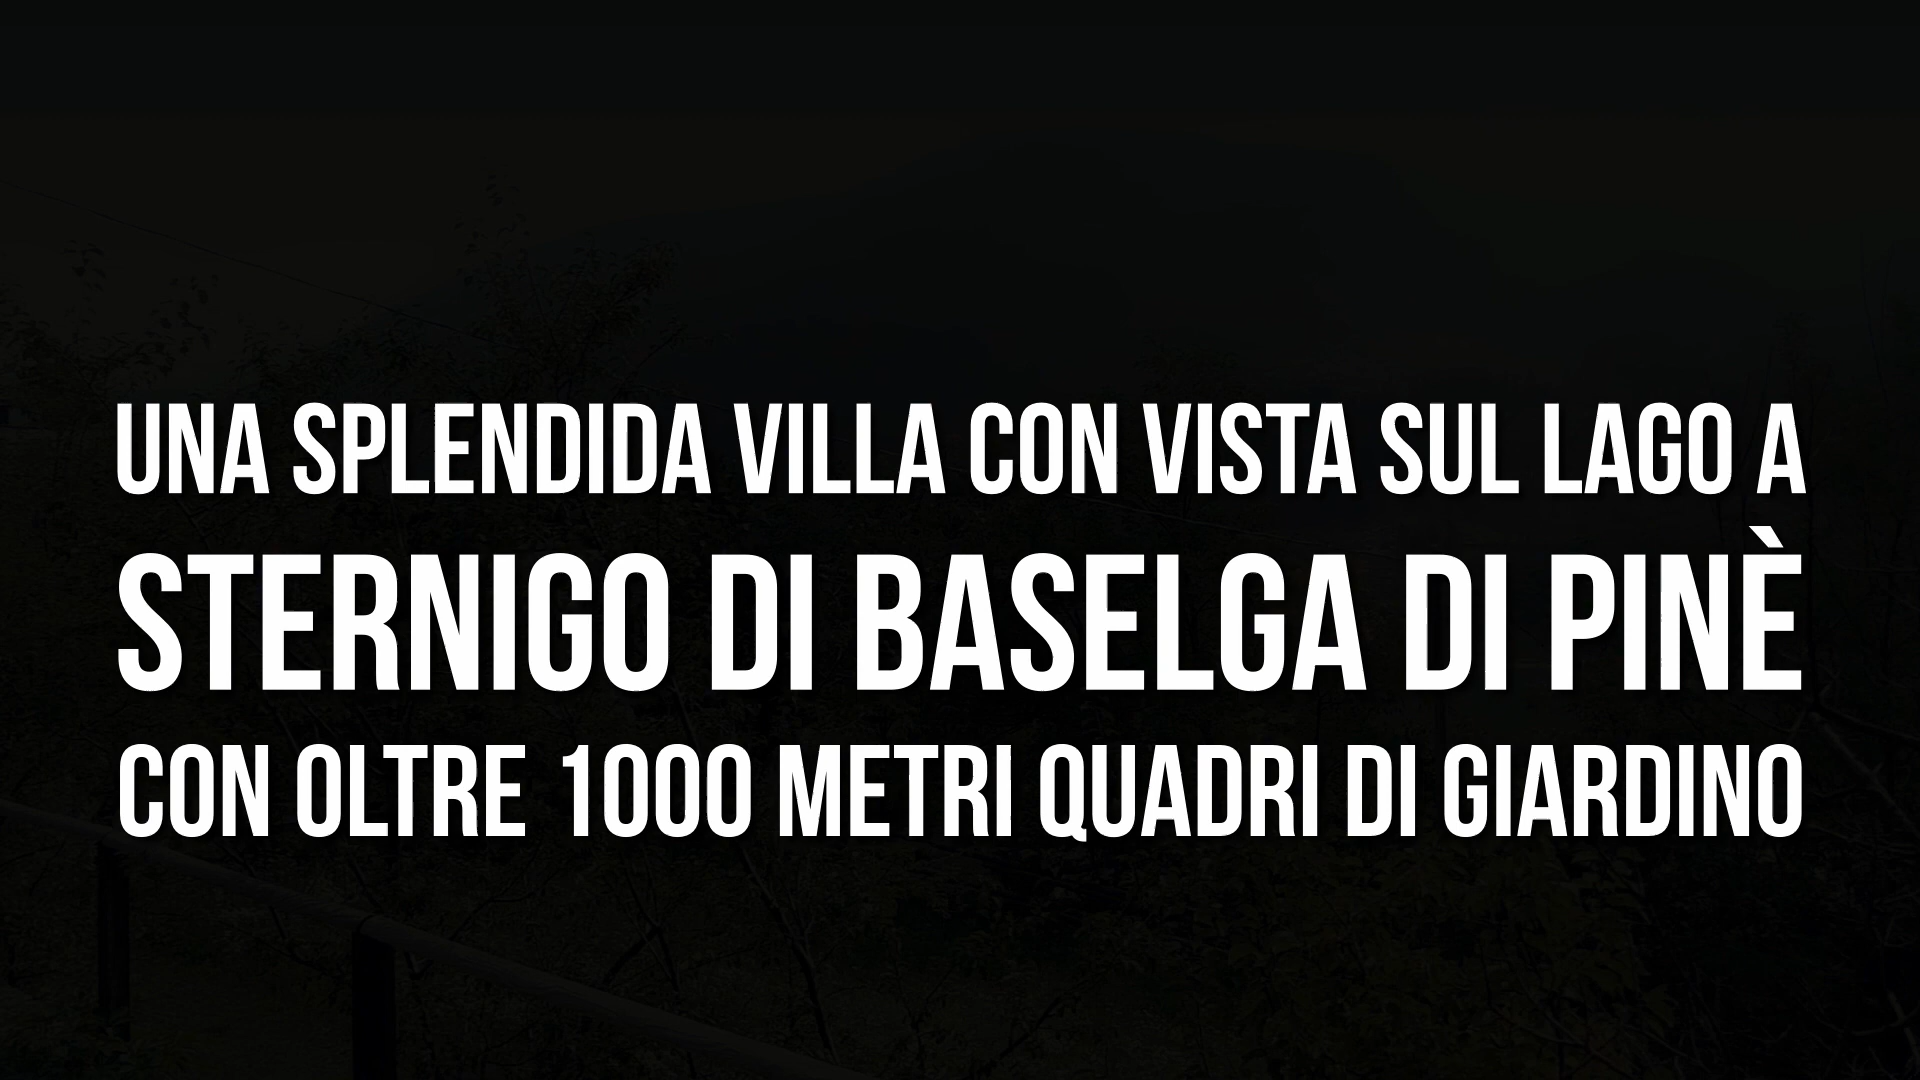 UNA SPLENDIDA VILLA CON VISTA SUL LAGO A
STERNIGO DI BASELGA DI PINÈ
CON OLTRE 1000 METRI QUADRI DI GIARDINO